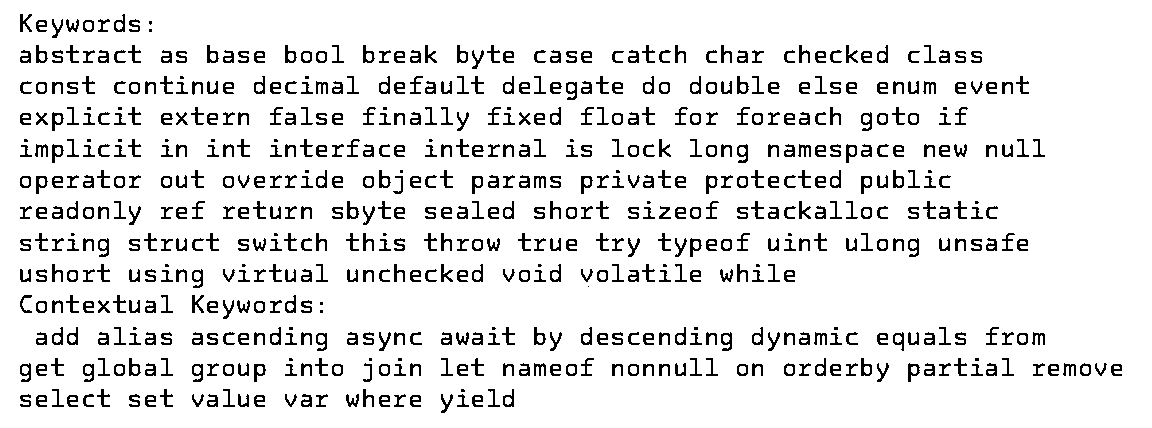 Keywords:
abstract as base bool break byte case catch char checked class
const continue decimal default delegate do double else enum event
explicit extern false finally fixed float for foreach goto if
implicit in int interface internal is lock long namespace new null
operator out override object params private protected public
readonly ref return sbyte sealed short sizeof stackalloc static
string struct switch this throw true try typeof uint ulong unsafe
ushort using virtual unchecked void volatile while
Contextual Keywords:
 add alias ascending async await by descending dynamic equals from
get global group into join let nameof nonnull on orderby partial remove
select set value var where yield